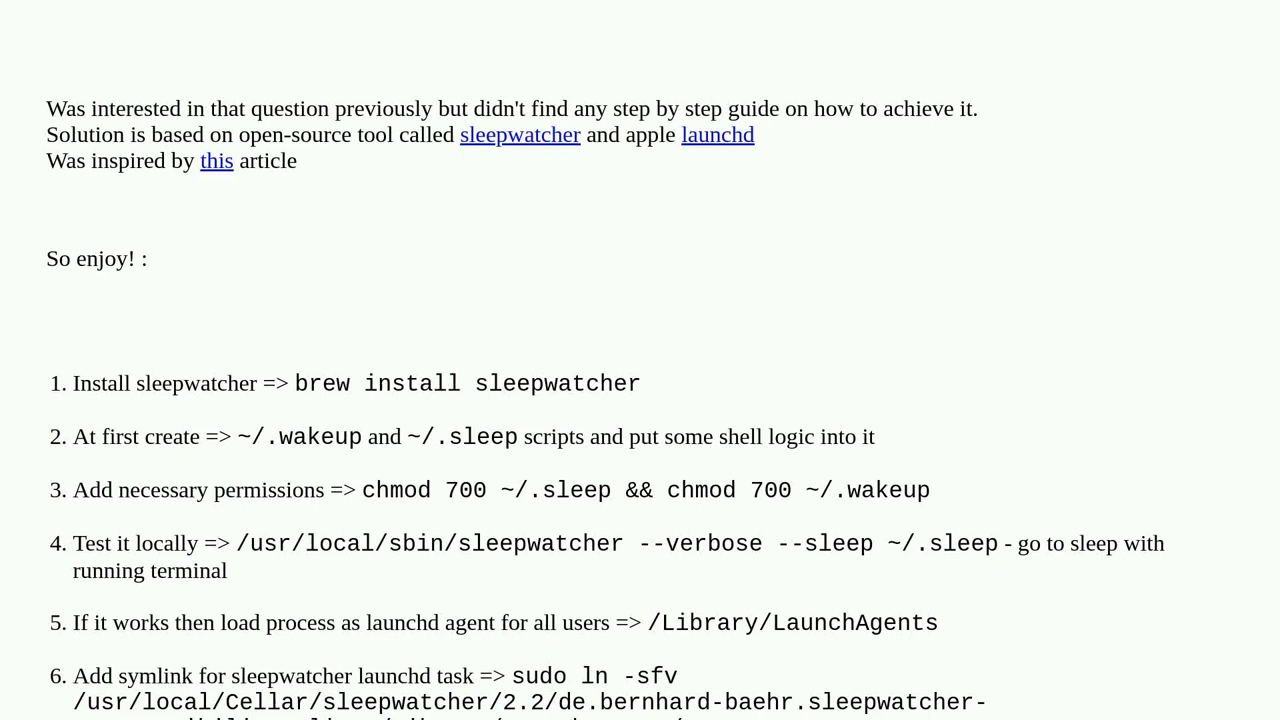 Was interested in that question previously but didn't find any step by step guide on how to achieve it.
Solution is based on open-source tool called sleepwatcher and apple launchd
Was inspired by this article
So enjoy! :
1. Install sleepwatcher => brew install sleepwatcher
2. At first create => ~/.wakeup and ~/.sleep scripts and put some shell logic into it
3. Add necessary permissions => chmod 700 ~/.sleep && chmod 700 ~/.wakeup
4. Test it locally => /usr/local/sbin/sleepwatcher --verbose --sleep ~/.sleep - go to sleep with
running terminal
5. If it works then load process as launchd agent for all users => /Library/LaunchAgents
6. Add symlink for sleepwatcher launchd task => sudo ln -sfv
/usr/local/Cellar/sleepwatcher/2.2/de.bernhard-baehr.sleepwatcher-